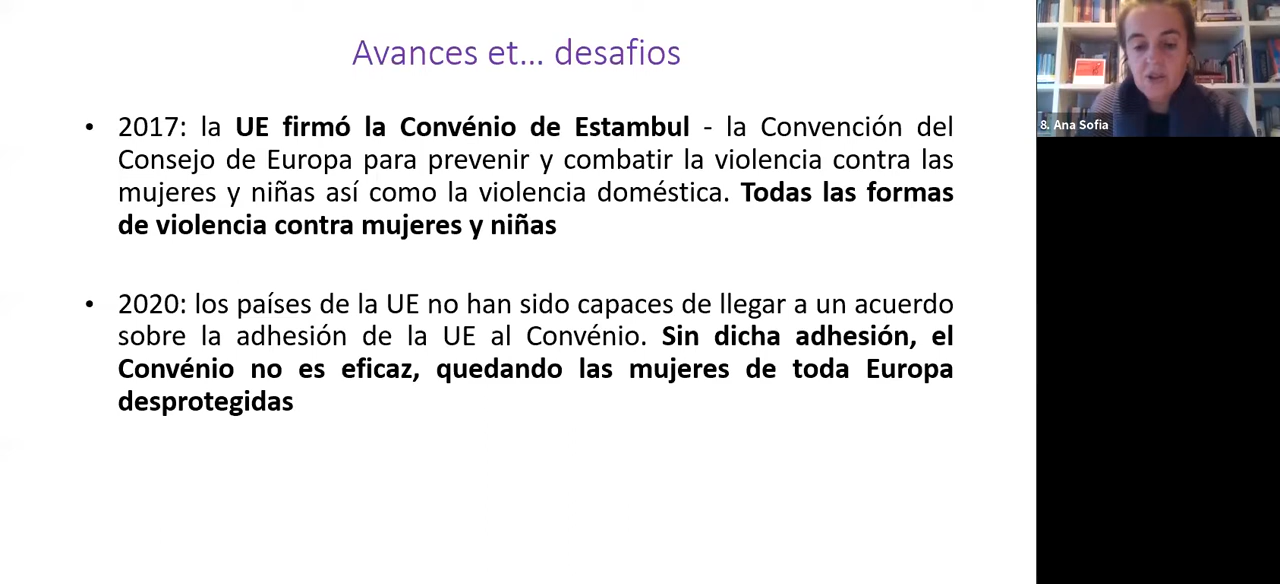 Avances et... desafios
• 2017: la UE firmó la Convénio de Estambul - la Convención del
Consejo de Europa para prevenir y combatir la violencia contra las
mujeres y niñas así como la violencia doméstica. Todas las formas
de violencia contra mujeres y niñas
• 2020: los países de la UE no han sido capaces de llegar a un acuerdo
sobre la adhesión de la UE al Convénio. Sin dicha adhesión, el
Convénio no es eficaz, quedando las mujeres de toda Europa
desprotegidas
8. Ana Sofia